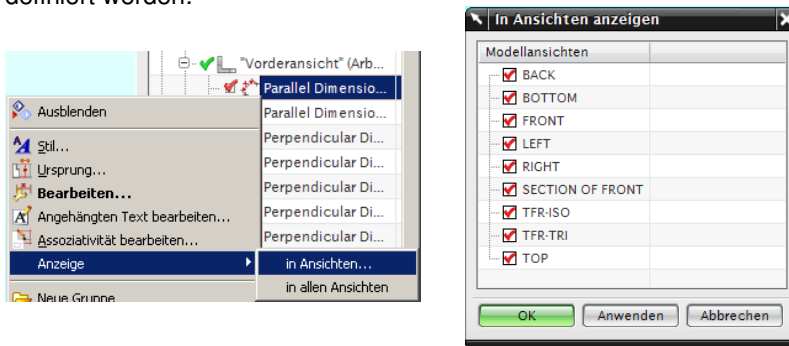 definiert werden.
"Vorderansicht" (Arb...
Parallel Dimensio...
Parallel Dimensio...
Perpendicular Di...
Perpendicular Di...
Perpendicular Di...
Perpendicular Di...
Perpendicular Di...
Ausblenden
Stil...
Ursprung...
Bearbeiten...
Angehängten Text bearbeiten...
Assoziativität bearbeiten...
Anzeige
Neue Gruppe
in Ansichten...
in allen Ansichten
In Ansichten anzeigen
Modellansichten
BACK
BOTTOM
FRONT
LEFT
RIGHT
SECTION OF FRONT
TFR-ISO
TFR-TRI
TOP
OK Anwenden Abbrechen